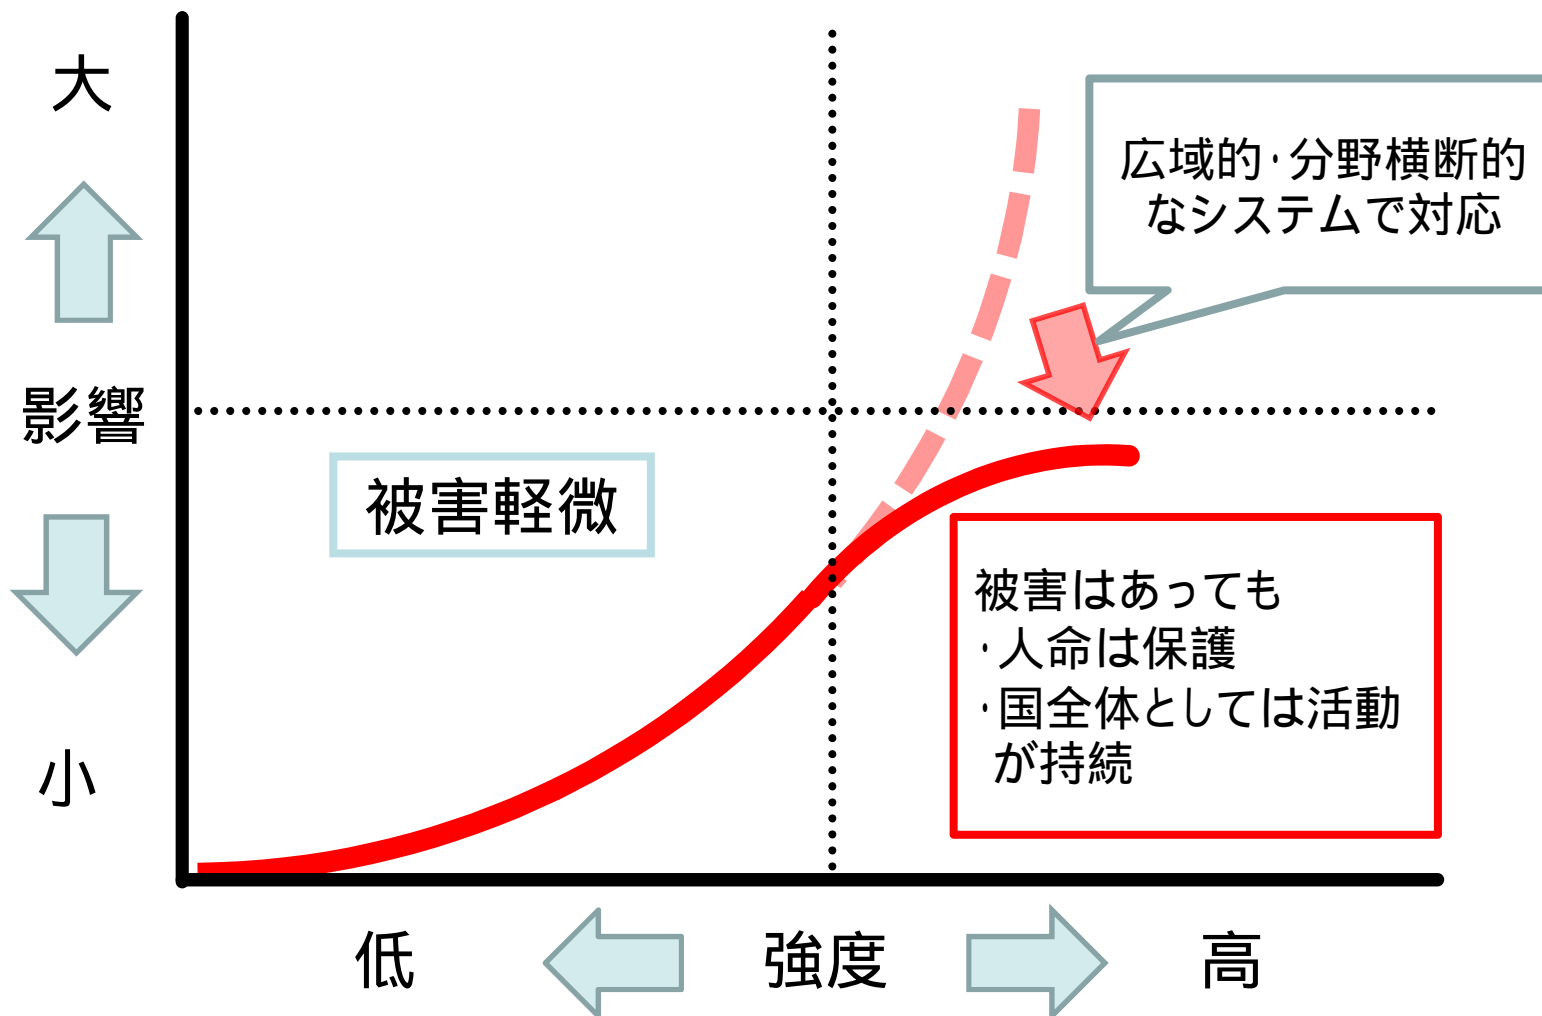 大
影響
小
広域的・分野横断的
なシステムで対応
被害軽微
被害はあっても
・人命は保護
・国全体としては活動
が持続
低
強度
高